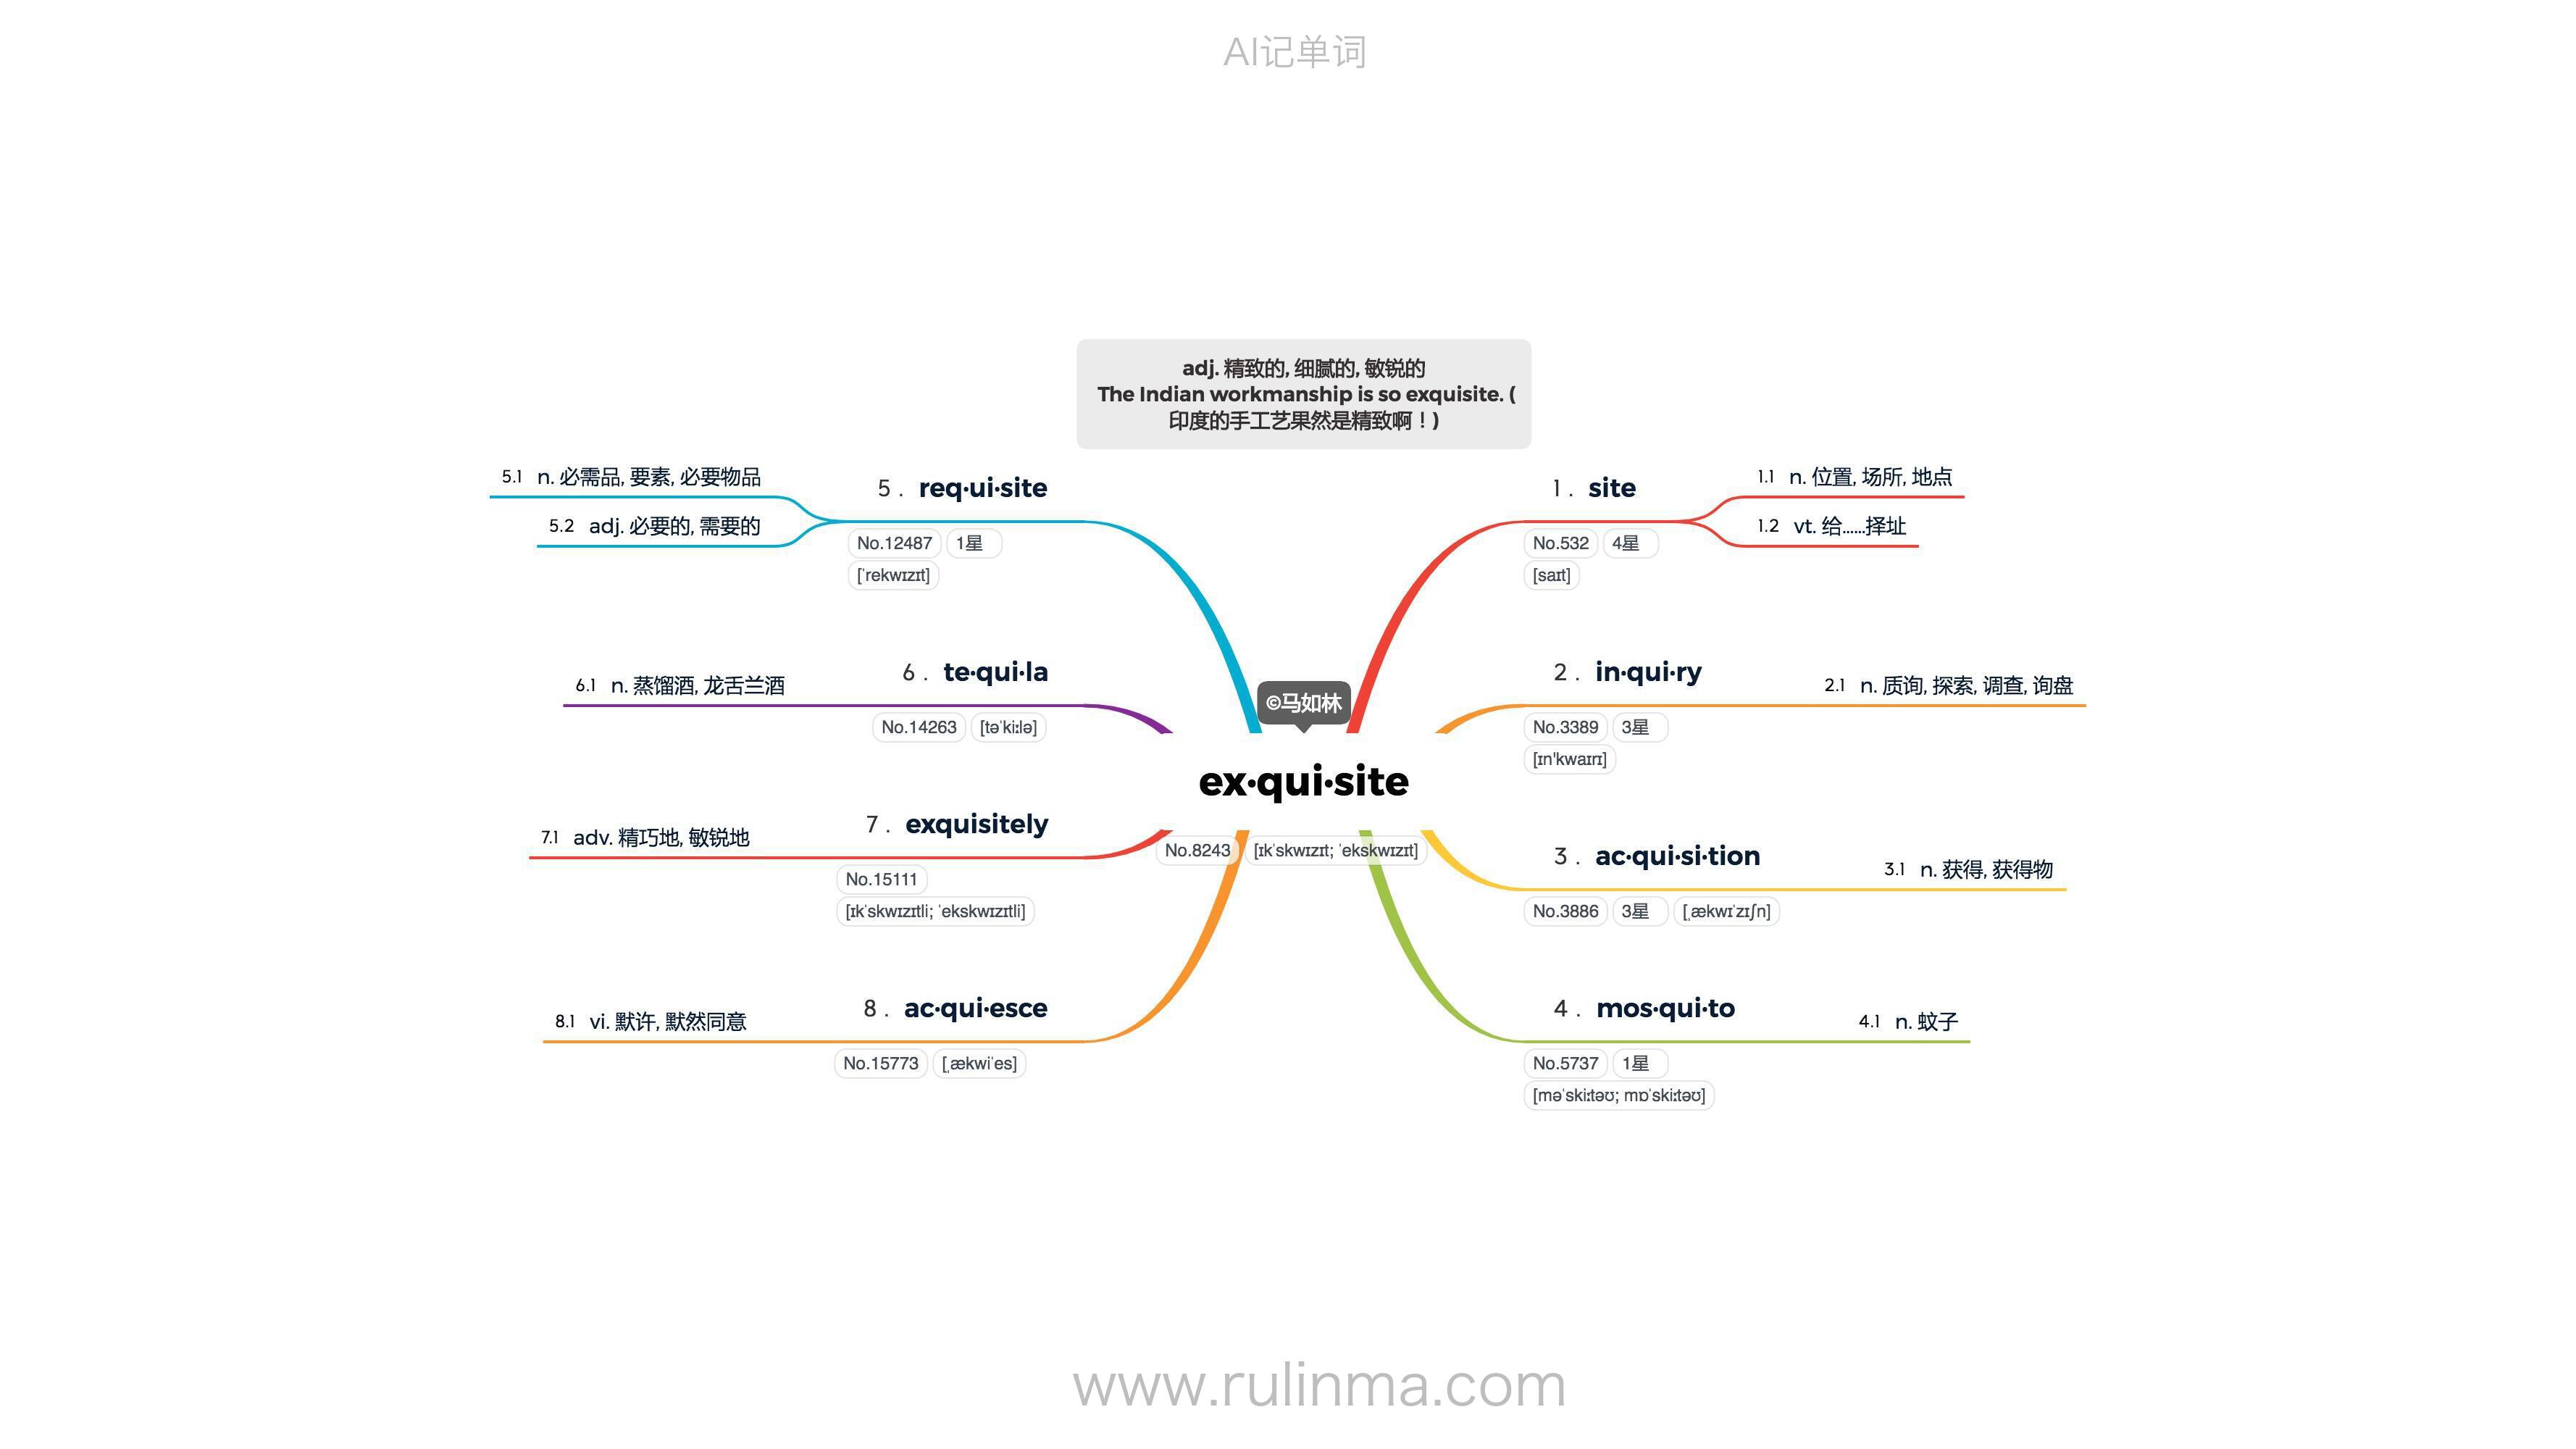 AI记单词
adj. 精致的, 细腻的, 敏锐的
The Indian workmanship is so exquisite. (
印度的手工艺果然是精致啊！)
©马如林
ex·qui·site
No.8243 [ɪkˈskwɪzɪt; ˈekskwɪzɪt]
1. site
No.532 4星
[saɪt]
1.1 n. 位置, 场所, 地点
1.2 vt. 给......择址
2. in·qui·ry
No.3389 3星
[ɪn'kwaɪrɪ]
2.1 n. 质询, 探索, 调查, 询盘
3. ac·qui·si·tion
No.3886 3星 [ˌækwɪˈzɪʃn]
3.1 n. 获得, 获得物
4. mos·qui·to
No.5737 1星
[məˈskiːtəʊ; mɒˈskiːtəʊ]
4.1 n. 蚊子
5. req·ui·site
No.12487 1星
[ˈrekwɪzɪt]
5.1 n. 必需品, 要素, 必要物品
5.2 adj. 必要的, 需要的
6. te·qui·la
No.14263 [təˈkiːlə]
6.1 n. 蒸馏酒, 龙舌兰酒
7. exquisitely
No.15111
[ɪkˈskwɪzɪtli; ˈekskwɪzɪtli]
7.1 adv. 精巧地, 敏锐地
8. ac·qui·esce
No.15773 [ˌækwiˈes]
8.1 vi. 默许, 默然同意
www.rulinma.com